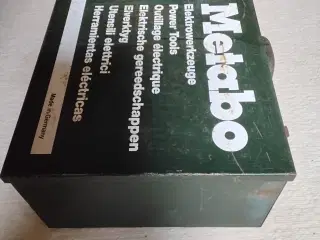 Metabo
Elektrowerkzeuge
Power Tools
Outillage électrique
Elektrische gereedschappen
Elverktyg
Utensili elettrici
Herramientas eléctricas
Made in Germany